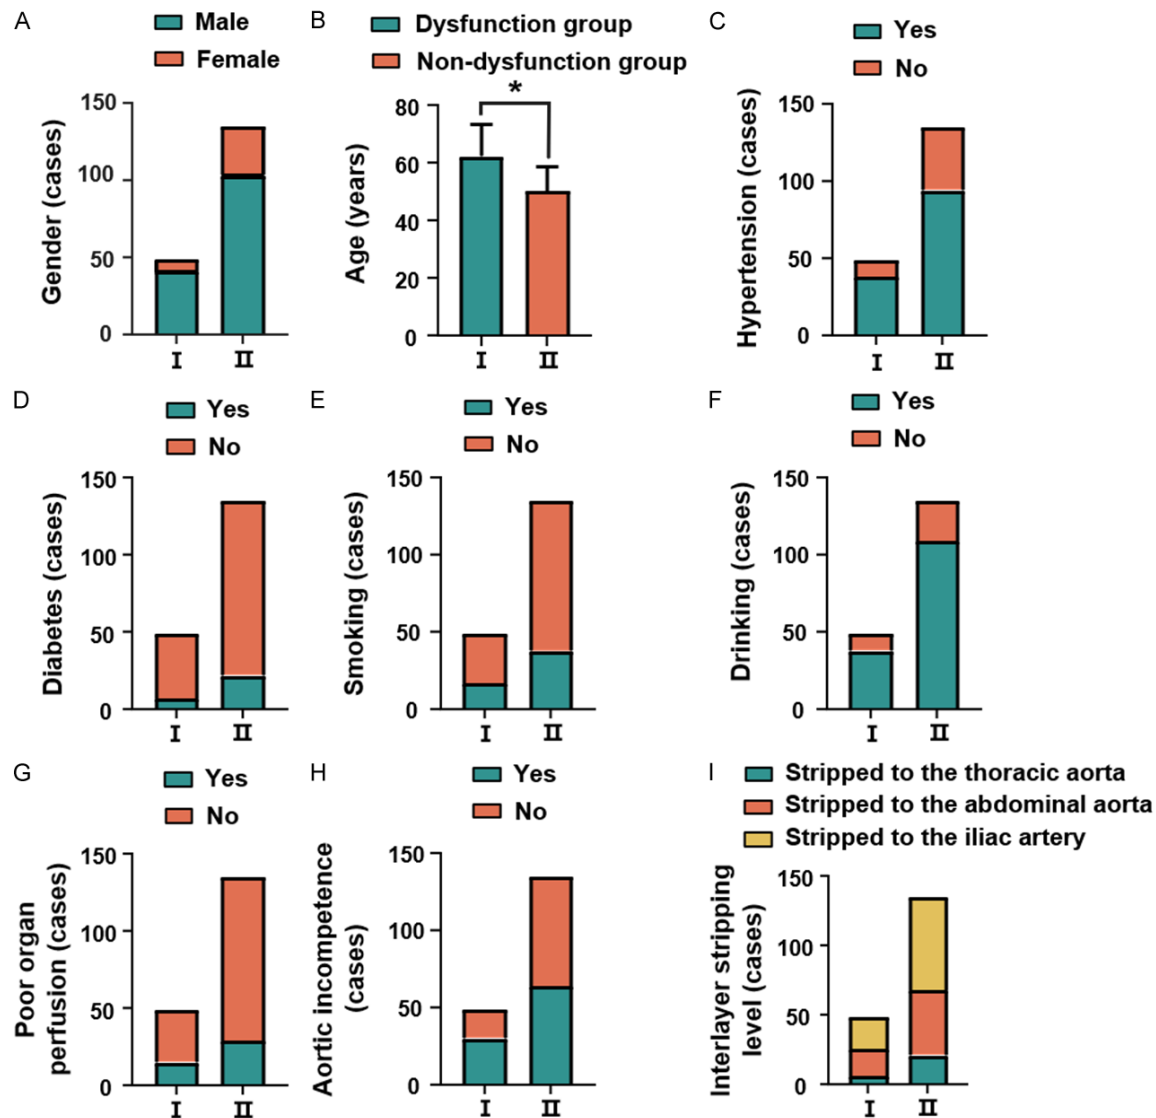 A
Male
Female
Gender (cases)
150
100
50
0
I
II
B
Dysfunction group
Non-dysfunction group
*
Age (years)
80
60
40
20
0
I
II
C
Yes
No
Hypertension (cases)
150
100
50
0
I
II
D
Yes
No
Diabetes (cases)
150
100
50
0
I
II
E
Yes
No
Smoking (cases)
150
100
50
0
I
II
F
Yes
No
Drinking (cases)
150
100
50
0
I
II
G
Yes
No
Poor organ
perfusion (cases)
150
100
50
0
I
II
H
Yes
No
Aortic incompetence
(cases)
150
100
50
0
I
II
I
Stripped to the thoracic aorta
Stripped to the abdominal aorta
Stripped to the iliac artery
Interlayer stripping
level (cases)
150
100
50
0
I
II